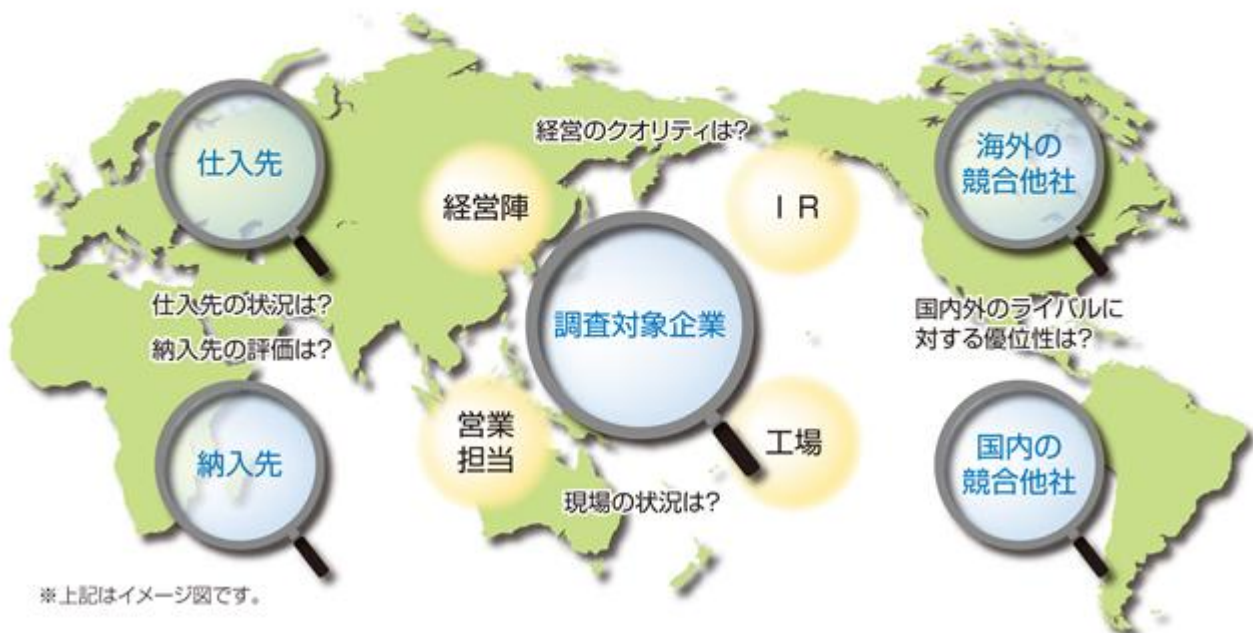 経営のクオリティは?
仕入先
経営陣
ＩＲ
海外の
競合他社
仕入先の状況は?
納入先の評価は?
調査対象企業
国内外のライバルに
対する優位性は?
納入先
営業
担当
工場
国内の
競合他社
現場の状況は?
※上記はイメージ図です。